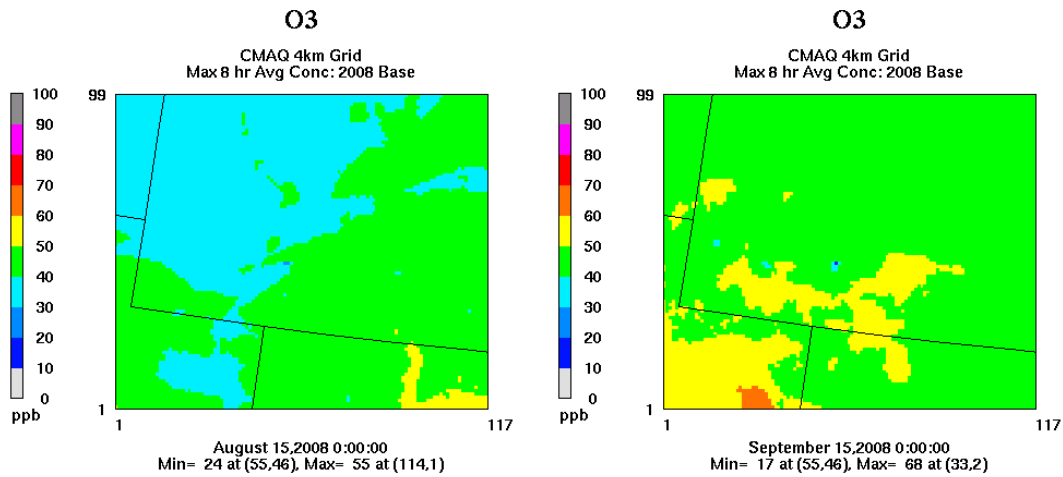 O3
CMAQ 4km Grid
Max 8 hr Avg Conc: 2008 Base
100
90
80
70
60
50
40
30
20
10
0
ppb
99
1
1
117
August 15,2008 0:00:00
Min= 24 at (55,46), Max= 55 at (114,1)
O3
CMAQ 4km Grid
Max 8 hr Avg Conc: 2008 Base
100
90
80
70
60
50
40
30
20
10
0
ppb
99
1
1
117
September 15,2008 0:00:00
Min= 17 at (55,46), Max= 68 at (33,2)